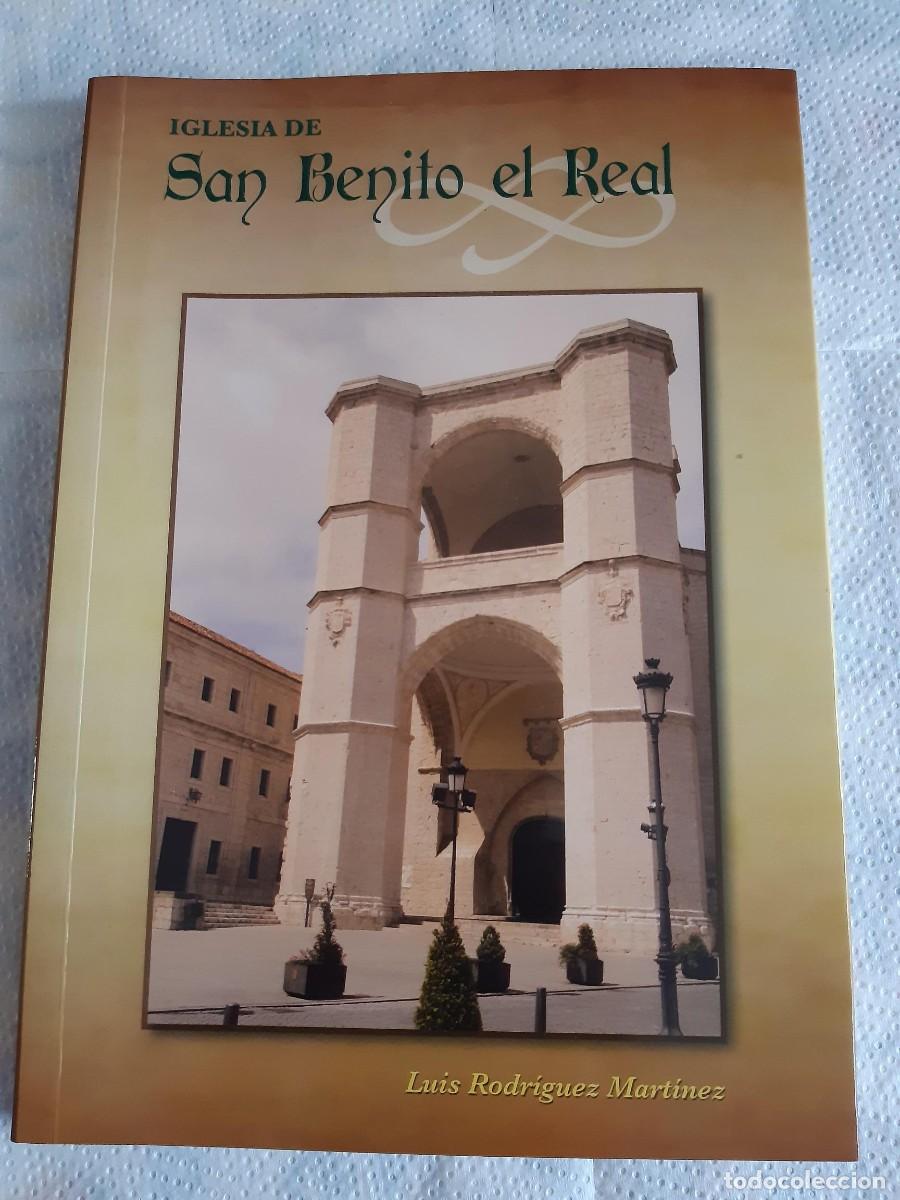 IGLESIA DE
San Benito el Real
Luis Rodríguez Martínez
todocoleccion